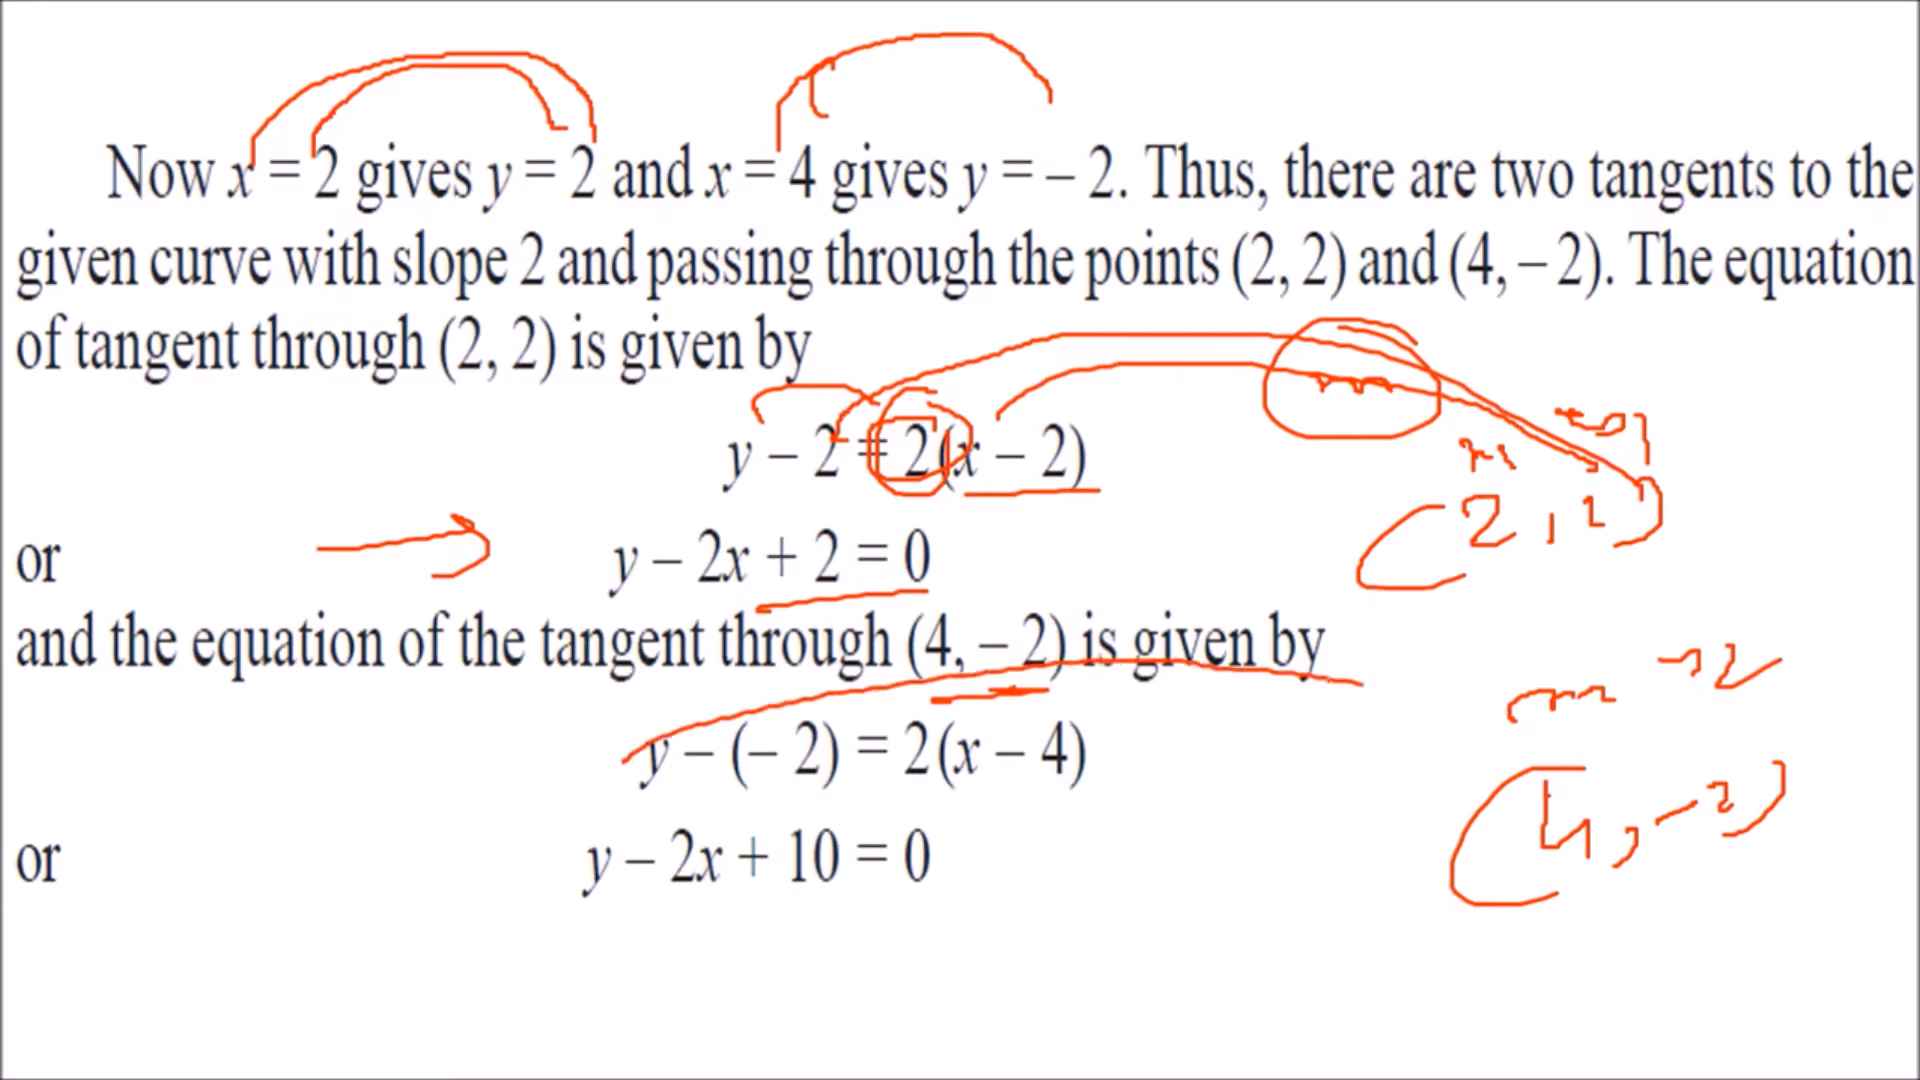 Now x = 2 gives y = 2 and x = 4 gives y = – 2. Thus, there are two tangents to the
given curve with slope 2 and passing through the points (2, 2) and (4, – 2). The equation
of tangent through (2, 2) is given by
y – 2 = 2(x – 2)
(2, 2)
or y – 2x + 2 = 0
and the equation of the tangent through (4, – 2) is given by
y – (– 2) = 2(x – 4)
(4, -2)
or y – 2x + 10 = 0